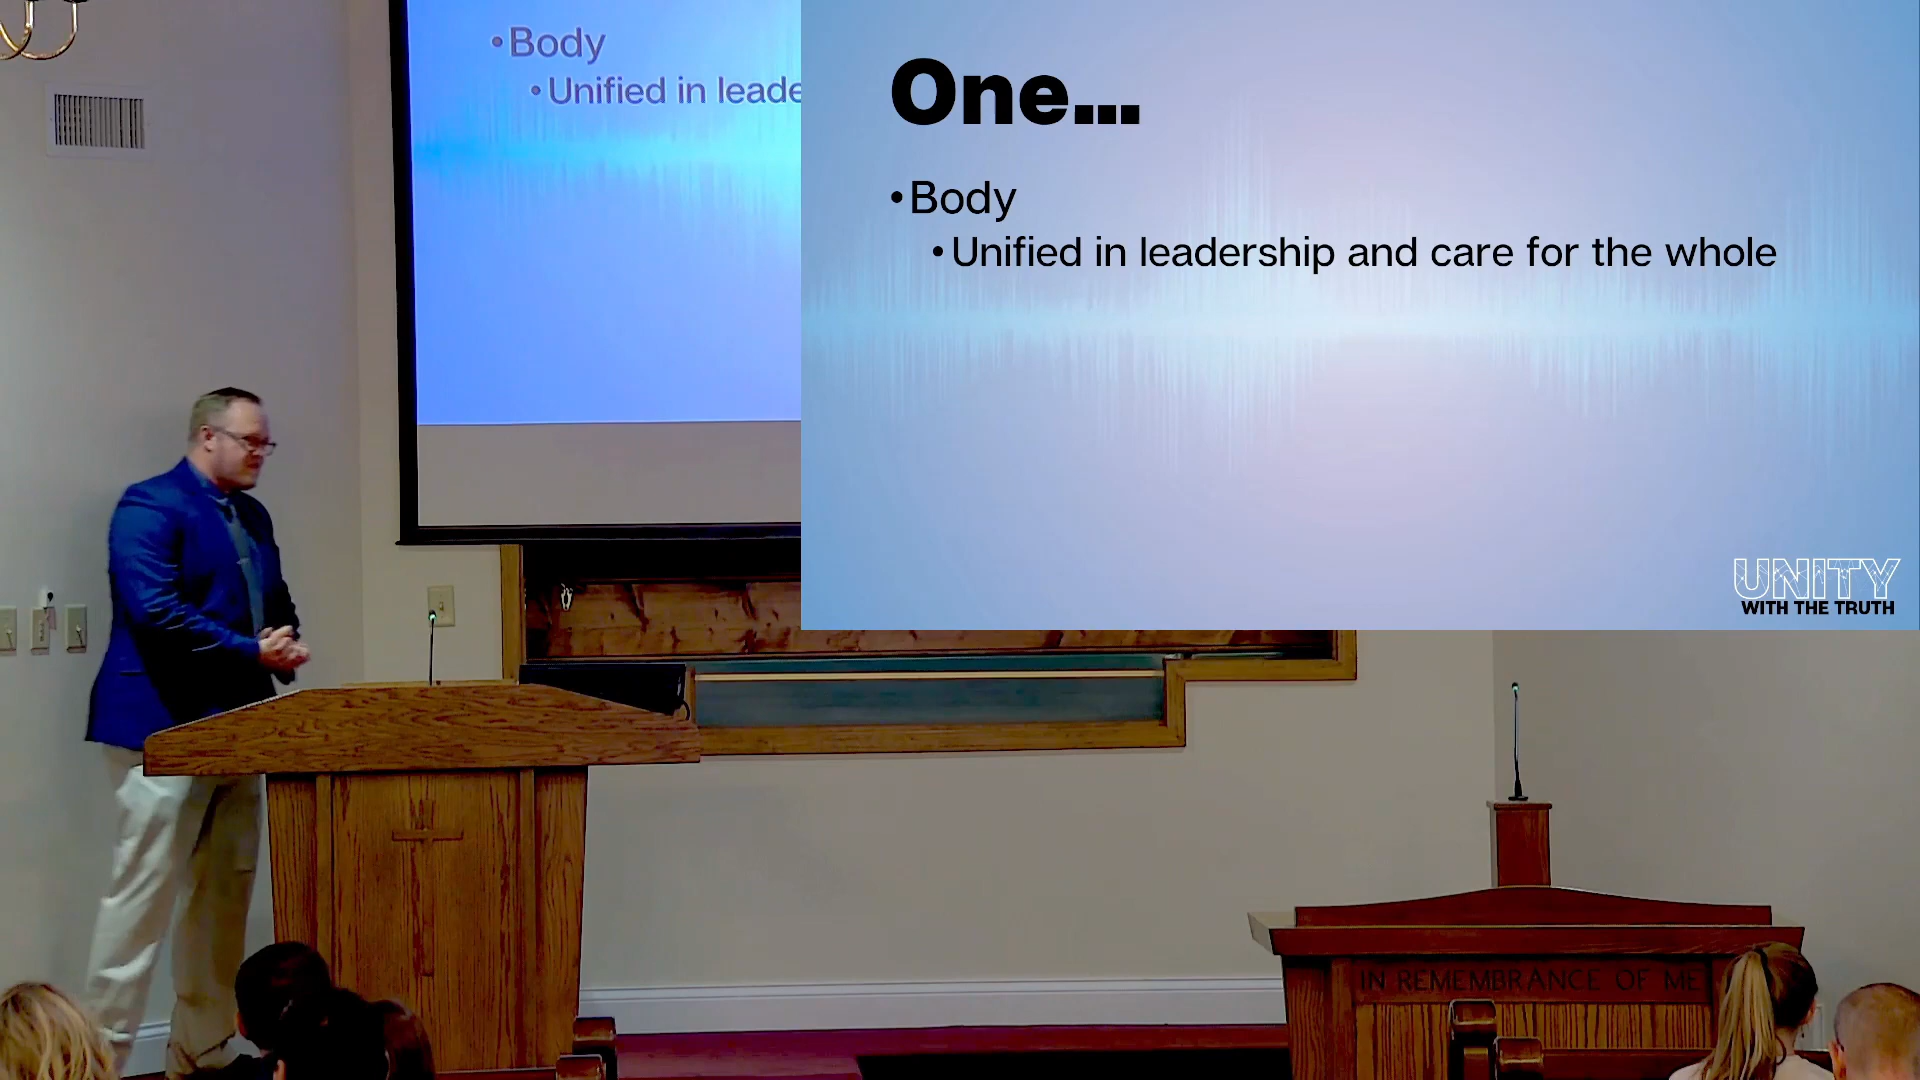 •Body
•Unified in leade
One...
•Body
•Unified in leadership and care for the whole
UNITY
WITH THE TRUTH
IN REMEMBRANCE OF ME